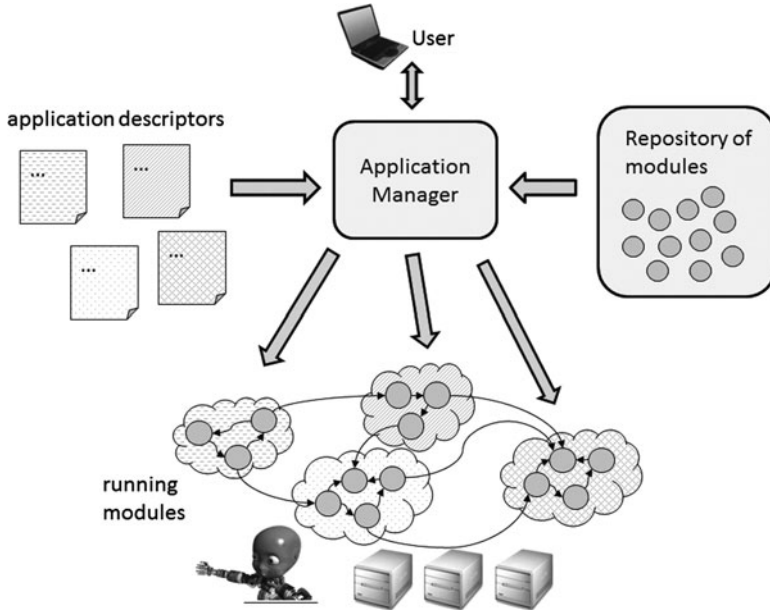 User
application descriptors
...
...
...
...
Application
Manager
Repository of
modules
running
modules